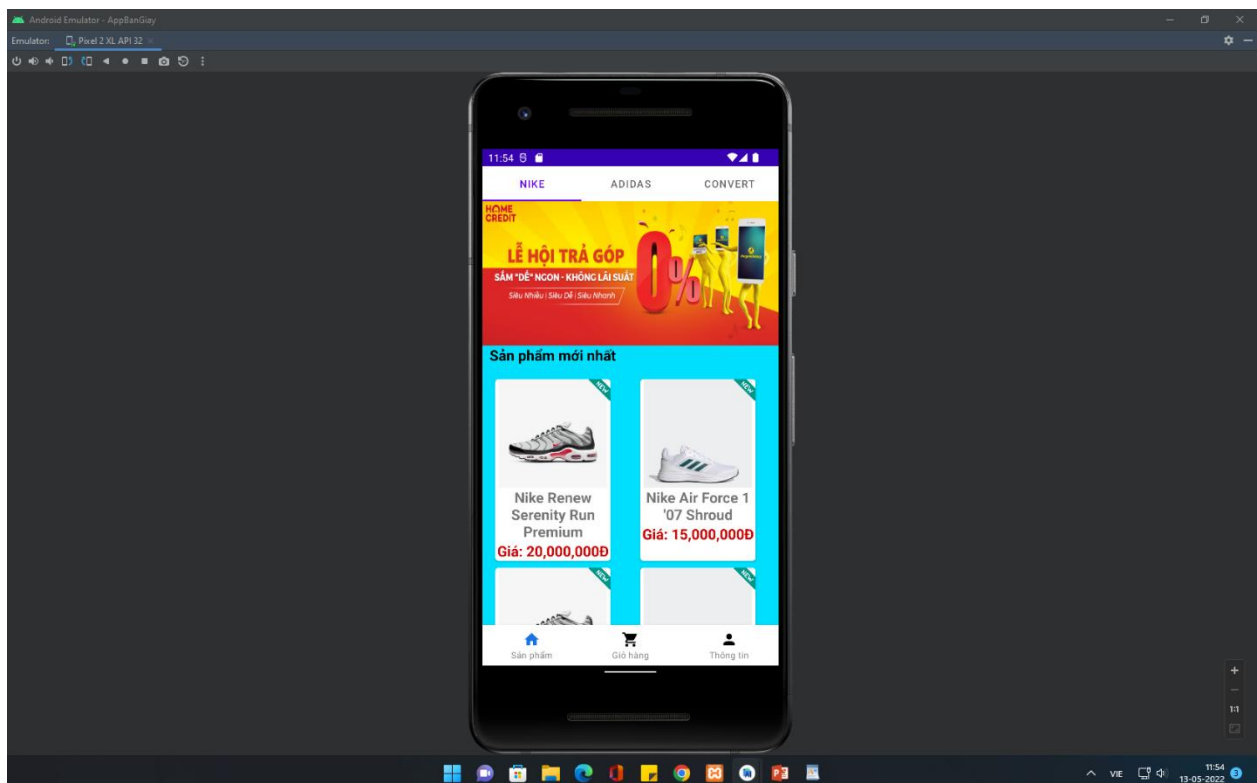 Android Emulator - AppBanGiay
Emulator: Pixel 2 XL API 32
11:54
NIKE ADIDAS CONVERT
HOME
CREDIT
LỄ HỘI TRẢ GÓP
SẮM "DẾ" NGON - KHÔNG LÃI SUẤT
Siêu Nhiều | Siêu Dễ | Siêu Nhanh
0%
Sản phẩm mới nhất
NEW NEW
Nike Renew
Serenity Run
Premium
Giá: 20,000,000Đ
Nike Air Force 1
'07 Shroud
Giá: 15,000,000Đ
NEW NEW
Sản phẩm Giỏ hàng Thông tin
1:1
VIE
11:54
13-05-2022
3